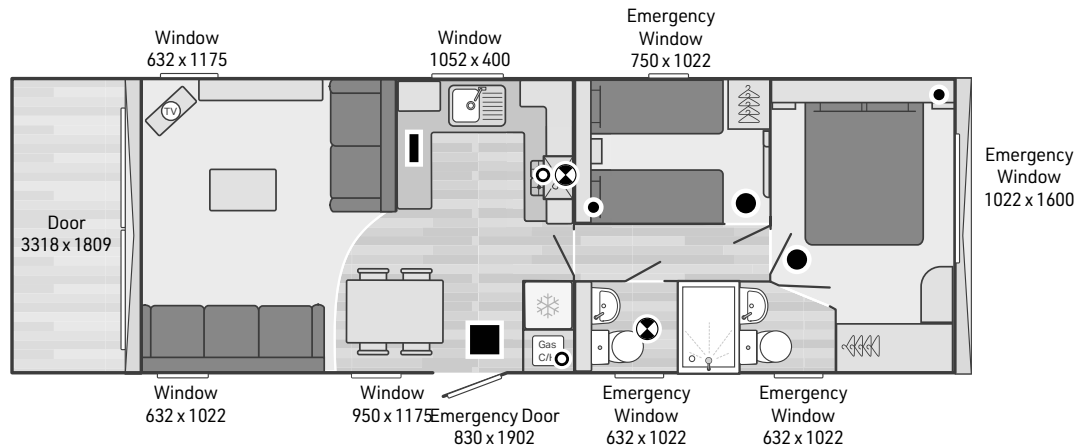 Emergency
Window
750 x 1022
Window
632 x 1175
Window
1052 x 400
TV
Emergency
Window
1022 x 1600
Door
3318 x 1809
Gas
Window
632 x 1022
Window
950 x 1175
Emergency Door
830 x 1902
Emergency
Window
632 x 1022
Emergency
Window
632 x 1022